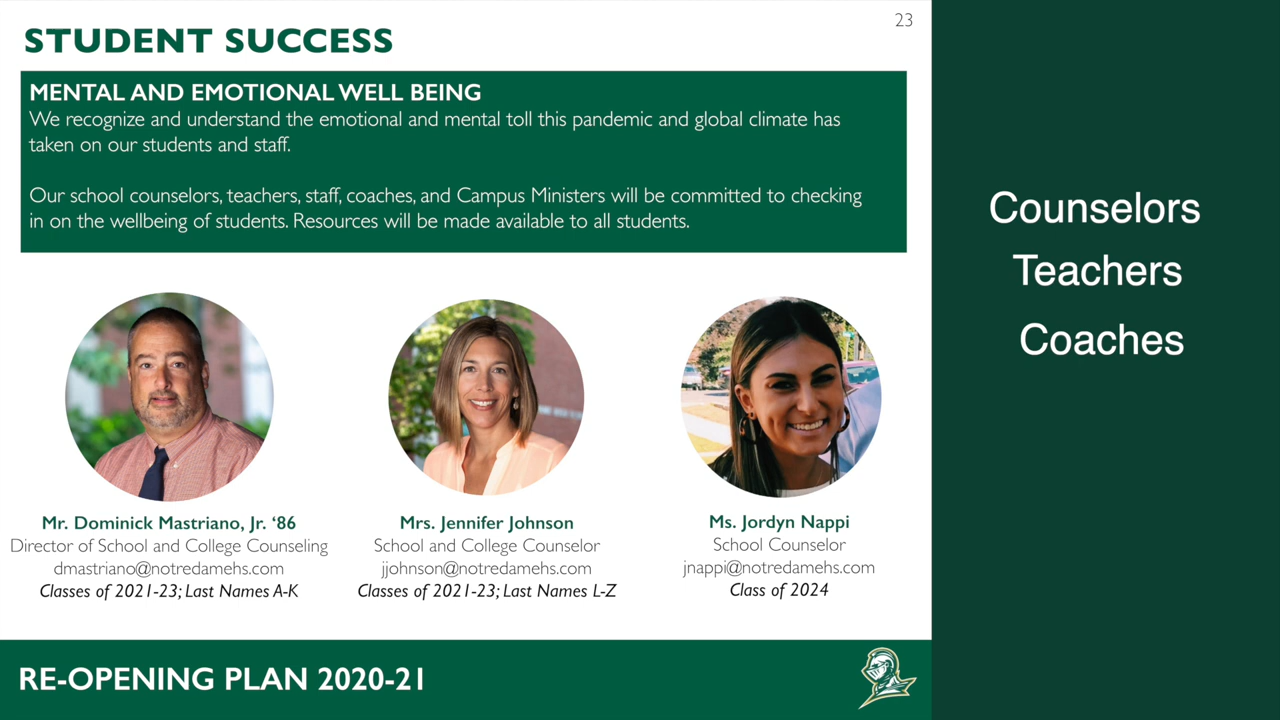 23
STUDENT SUCCESS
MENTAL AND EMOTIONAL WELL BEING
We recognize and understand the emotional and mental toll this pandemic and global climate has
taken on our students and staff.
Our school counselors, teachers, staff, coaches, and Campus Ministers will be committed to checking
in on the wellbeing of students. Resources will be made available to all students.
Mr. Dominick Mastriano, Jr. ‘86
Director of School and College Counseling
dmastriano@notredamehs.com
Classes of 2021-23; Last Names A-K
Mrs. Jennifer Johnson
School and College Counselor
jjohnson@notredamehs.com
Classes of 2021-23; Last Names L-Z
Ms. Jordyn Nappi
School Counselor
jnappi@notredamehs.com
Class of 2024
RE-OPENING PLAN 2020-21
Counselors
Teachers
Coaches